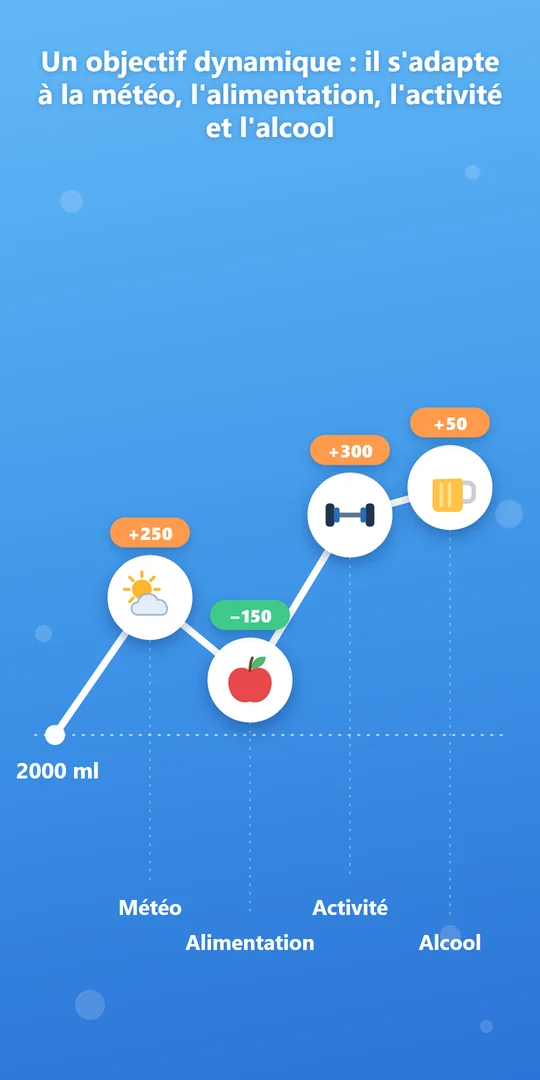 Un objectif dynamique : il s'adapte
à la météo, l'alimentation, l'activité
et l'alcool
+50
+300
+250
−150
2000 ml
Météo
Activité
Alimentation
Alcool